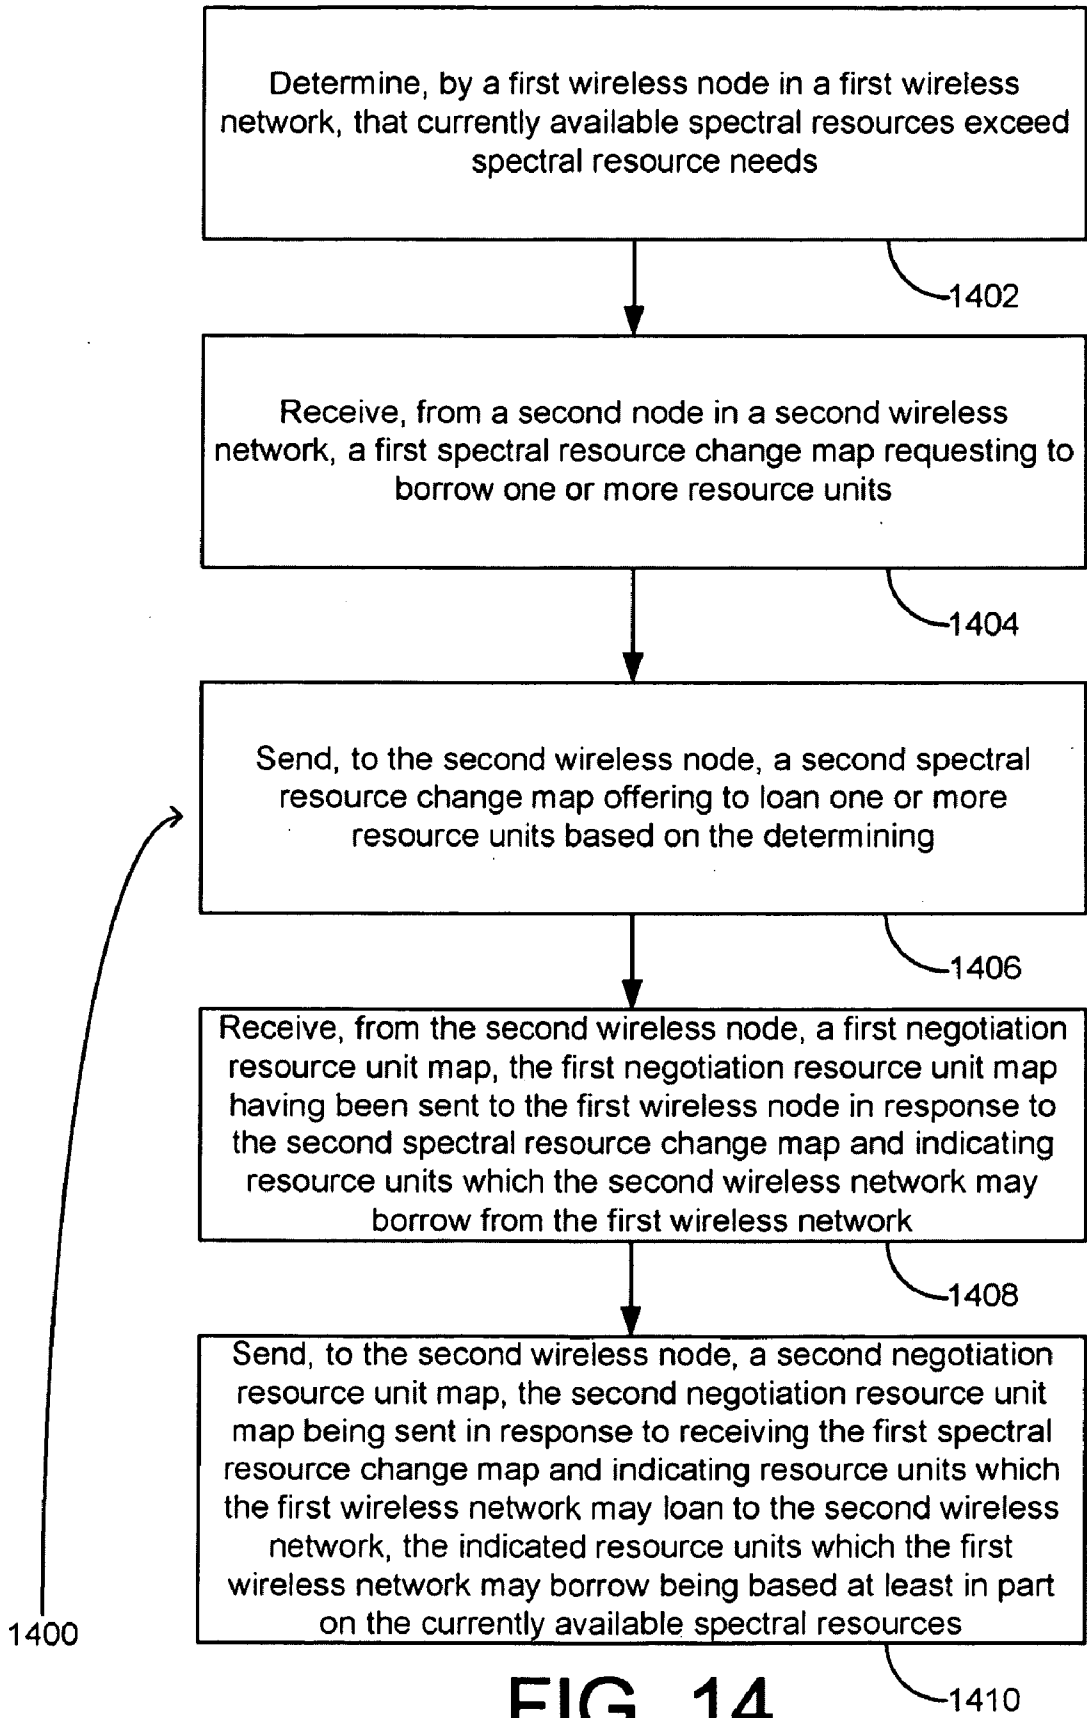 Determine, by a first wireless node in a first wireless
network, that currently available spectral resources exceed
spectral resource needs
1402
Receive, from a second node in a second wireless
network, a first spectral resource change map requesting to
borrow one or more resource units
1404
Send, to the second wireless node, a second spectral
resource change map offering to loan one or more
resource units based on the determining
1406
Receive, from the second wireless node, a first negotiation
resource unit map, the first negotiation resource unit map
having been sent to the first wireless node in response to
the second spectral resource change map and indicating
resource units which the second wireless network may
borrow from the first wireless network
1408
Send, to the second wireless node, a second negotiation
resource unit map, the second negotiation resource unit
map being sent in response to receiving the first spectral
resource change map and indicating resource units which
the first wireless network may loan to the second wireless
network, the indicated resource units which the first
wireless network may borrow being based at least in part
on the currently available spectral resources
1400
1410
FIG. 14